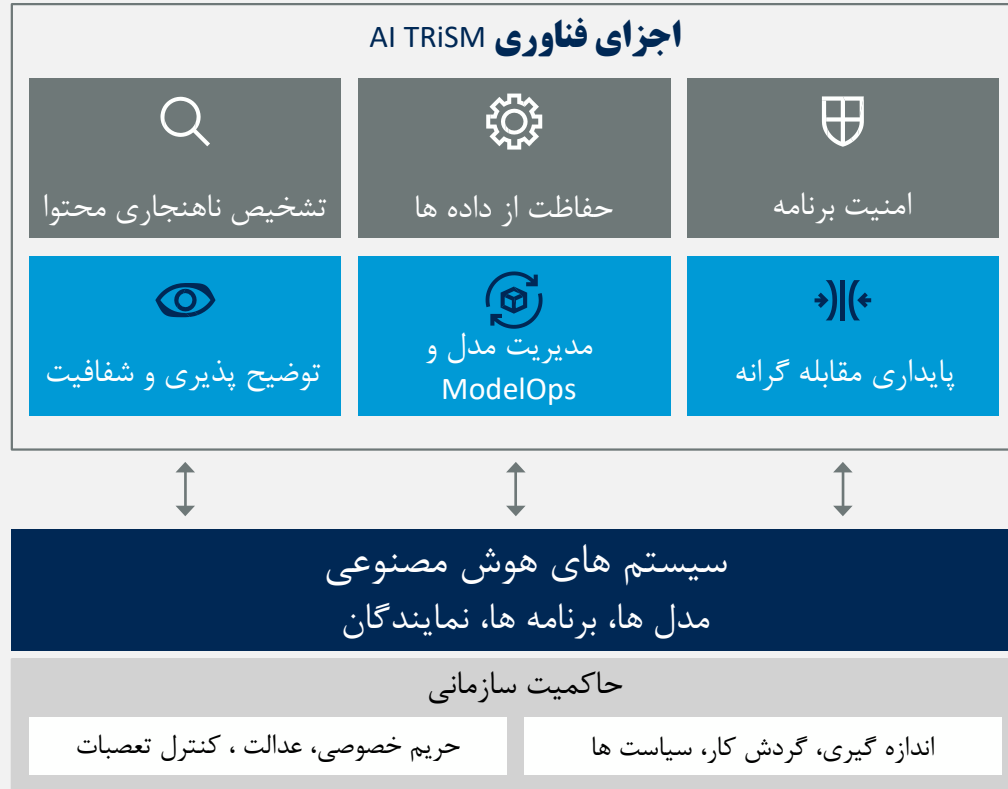 اجزای فناوری AI TRiSM
امنیت برنامه
حفاظت از داده ها
تشخیص ناهنجاری محتوا
پایداری مقابله گرانه
مدیریت مدل و
ModelOps
توضیح پذیری و شفافیت
سیستم های هوش مصنوعی
مدل ها، برنامه ها، نمایندگان
حاکمیت سازمانی
اندازه گیری، گردش کار، سیاست ها
حریم خصوصی، عدالت ، کنترل تعصبات